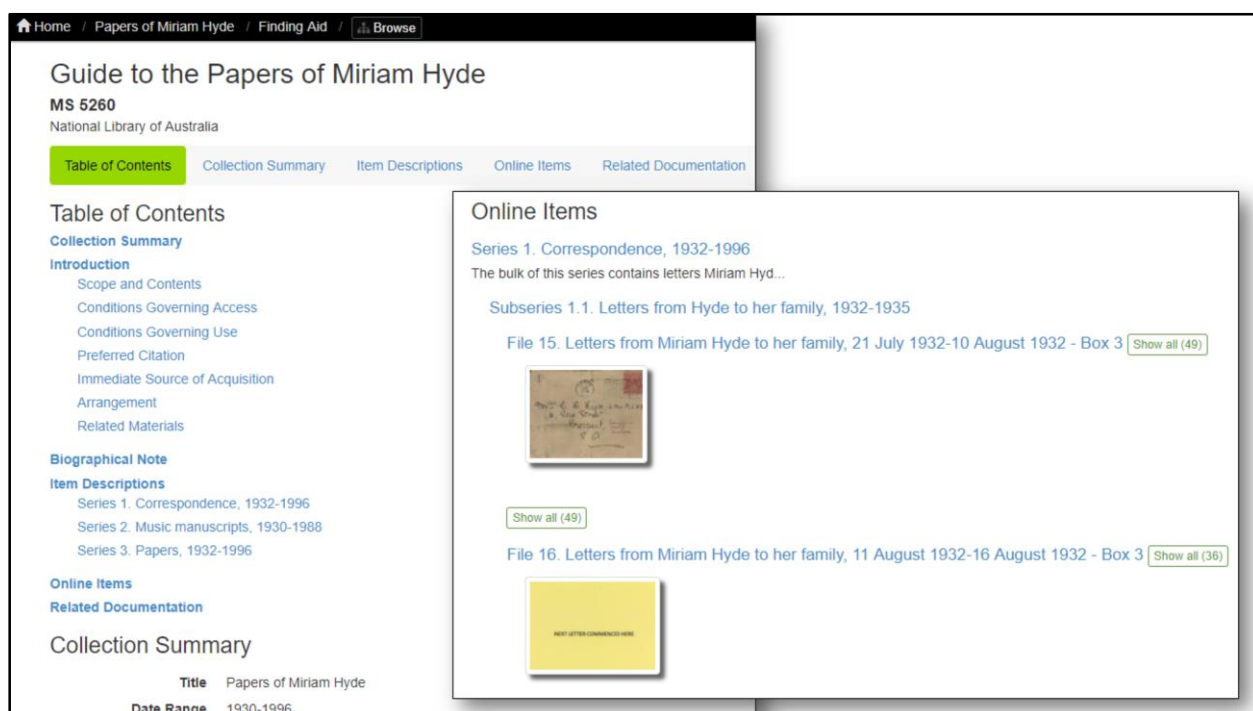 Home / Papers of Miriam Hyde / Finding Aid / Browse
Guide to the Papers of Miriam Hyde
MS 5260
National Library of Australia
Table of Contents Collection Summary Item Descriptions Online Items Related Documentation
Table of Contents
Collection Summary
Introduction
Scope and Contents
Conditions Governing Access
Conditions Governing Use
Preferred Citation
Immediate Source of Acquisition
Arrangement
Related Materials
Biographical Note
Item Descriptions
Series 1. Correspondence, 1932-1996
Series 2. Music manuscripts, 1930-1988
Series 3. Papers, 1932-1996
Online Items
Related Documentation
Collection Summary
Title Papers of Miriam Hyde
Date Range 1930-1996
Online Items
Series 1. Correspondence, 1932-1996
The bulk of this series contains letters Miriam Hyd...
Subseries 1.1. Letters from Hyde to her family, 1932-1935
File 15. Letters from Miriam Hyde to her family, 21 July 1932-10 August 1932 - Box 3 Show all (49)
Show all (49)
File 16. Letters from Miriam Hyde to her family, 11 August 1932-16 August 1932 - Box 3 Show all (36)
NEXT LETTER COMMENCES HERE